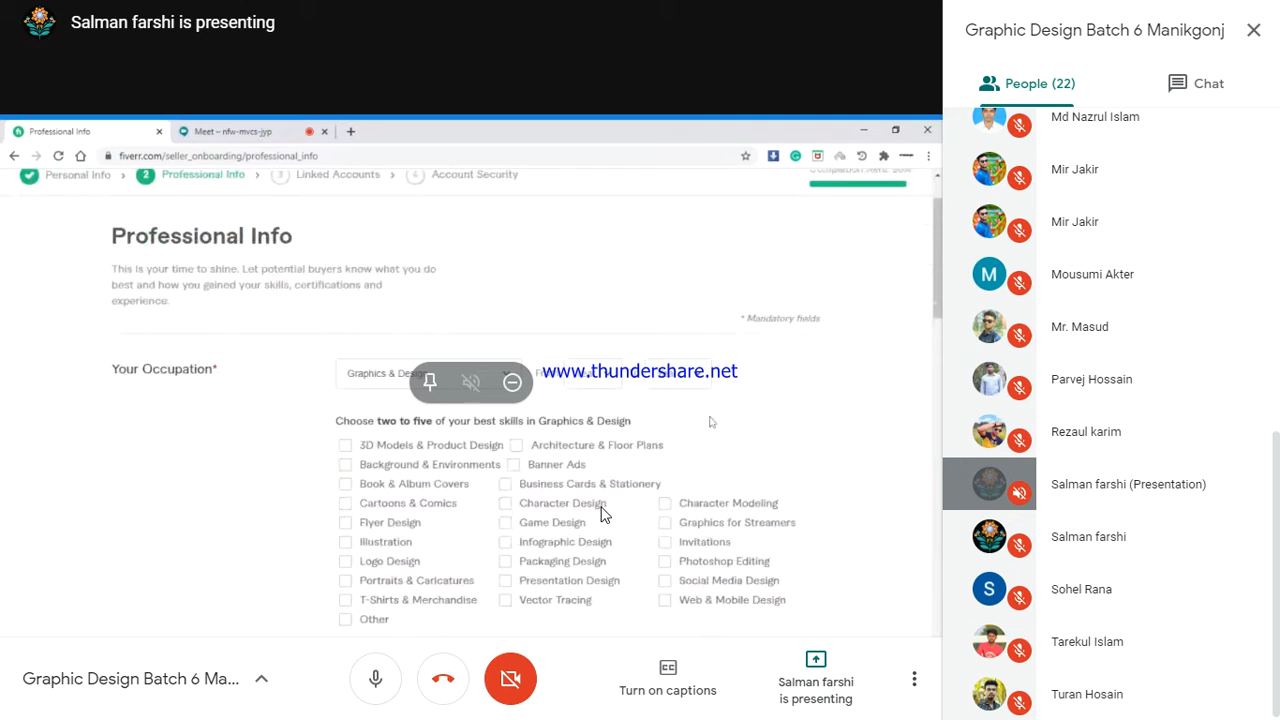 Salman farshi is presenting
Professional Info
Meet – nfw-mvcs-jyp
fiverr.com/seller_onboarding/professional_info
Personal Info
2 Professional Info
3 Linked Accounts
4 Account Security
Professional Info
This is your time to shine. Let potential buyers know what you do
best and how you gained your skills, certifications and
experience.
* Mandatory fields
Your Occupation*
Graphics & Design
www.thundershare.net
Choose two to five of your best skills in Graphics & Design
3D Models & Product Design
Architecture & Floor Plans
Background & Environments
Banner Ads
Book & Album Covers
Business Cards & Stationery
Cartoons & Comics
Character Design
Character Modeling
Flyer Design
Game Design
Graphics for Streamers
Illustration
Infographic Design
Invitations
Logo Design
Packaging Design
Photoshop Editing
Portraits & Caricatures
Presentation Design
Social Media Design
T-Shirts & Merchandise
Vector Tracing
Web & Mobile Design
Other
Graphic Design Batch 6 Ma...
Turn on captions
Salman farshi
is presenting
Graphic Design Batch 6 Manikgonj
People (22)
Chat
Md Nazrul Islam
Mir Jakir
Mir Jakir
M
Mousumi Akter
Mr. Masud
Parvej Hossain
Rezaul karim
Salman farshi (Presentation)
Salman farshi
S
Sohel Rana
Tarekul Islam
Turan Hosain